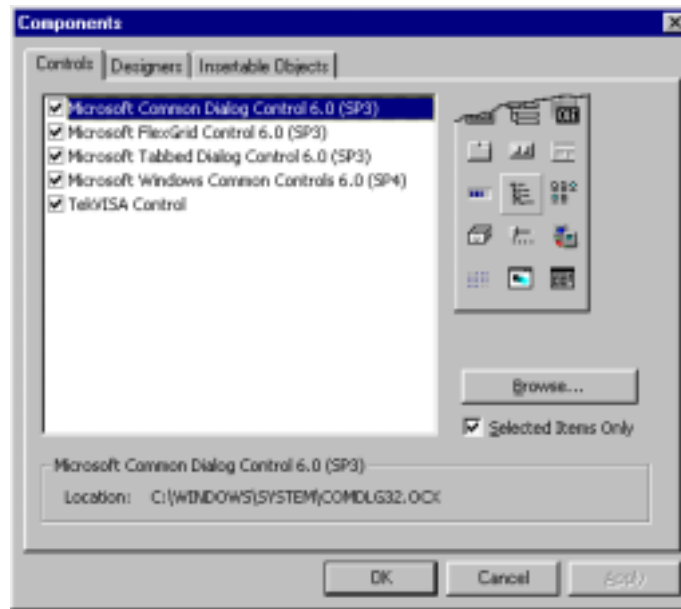 Components
Controls Designers Insertable Objects
Microsoft Common Dialog Control 6.0 (SP3)
Microsoft FlexGrid Control 6.0 (SP3)
Microsoft Tabbed Dialog Control 6.0 (SP3)
Microsoft Windows Common Controls 6.0 (SP4)
TekVISA Control
Browse...
Selected Items Only
Microsoft Common Dialog Control 6.0 (SP3)
Location: C:\WINDOWS\SYSTEM\COMDLG32.OCX
OK Cancel Apply